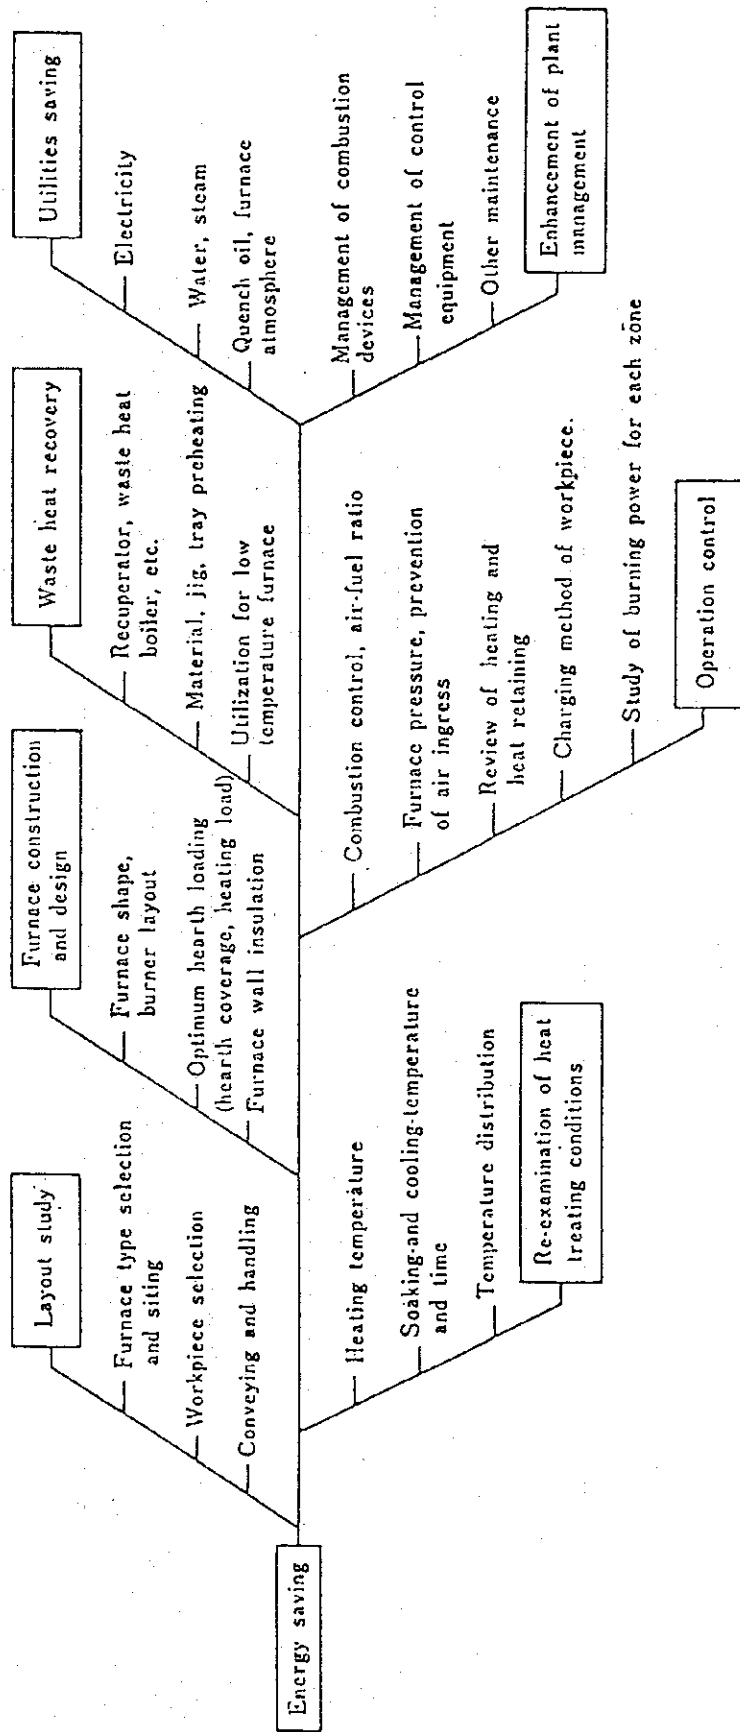 Energy saving
Layout study
Furnace type selection
and siting
Workpiece selection
Conveying and handling
Furnace construction
and design
Furnace shape,
burner layout
Optimum hearth loading
(hearth coverage, heating load)
Furnace wall insulation
Waste heat recovery
Recuperator, waste heat
boiler, etc.
Material, jig, tray preheating
Utilization for low
temperature furnace
Utilities saving
Electricity
Water, steam
Quench oil, furnace
atmosphere
Heating temperature
Soaking-and cooling-temperature
and time
Temperature distribution
Re-examination of heat
treating conditions
Combustion control, air-fuel ratio
Furnace pressure, prevention
of air ingress
Review of heating and
heat retaining
Charging method of workpiece.
Study of burning power for each zone
Operation control
Management of combustion
devices
Management of control
equipment
Other maintenance
Enhancement of plant
management